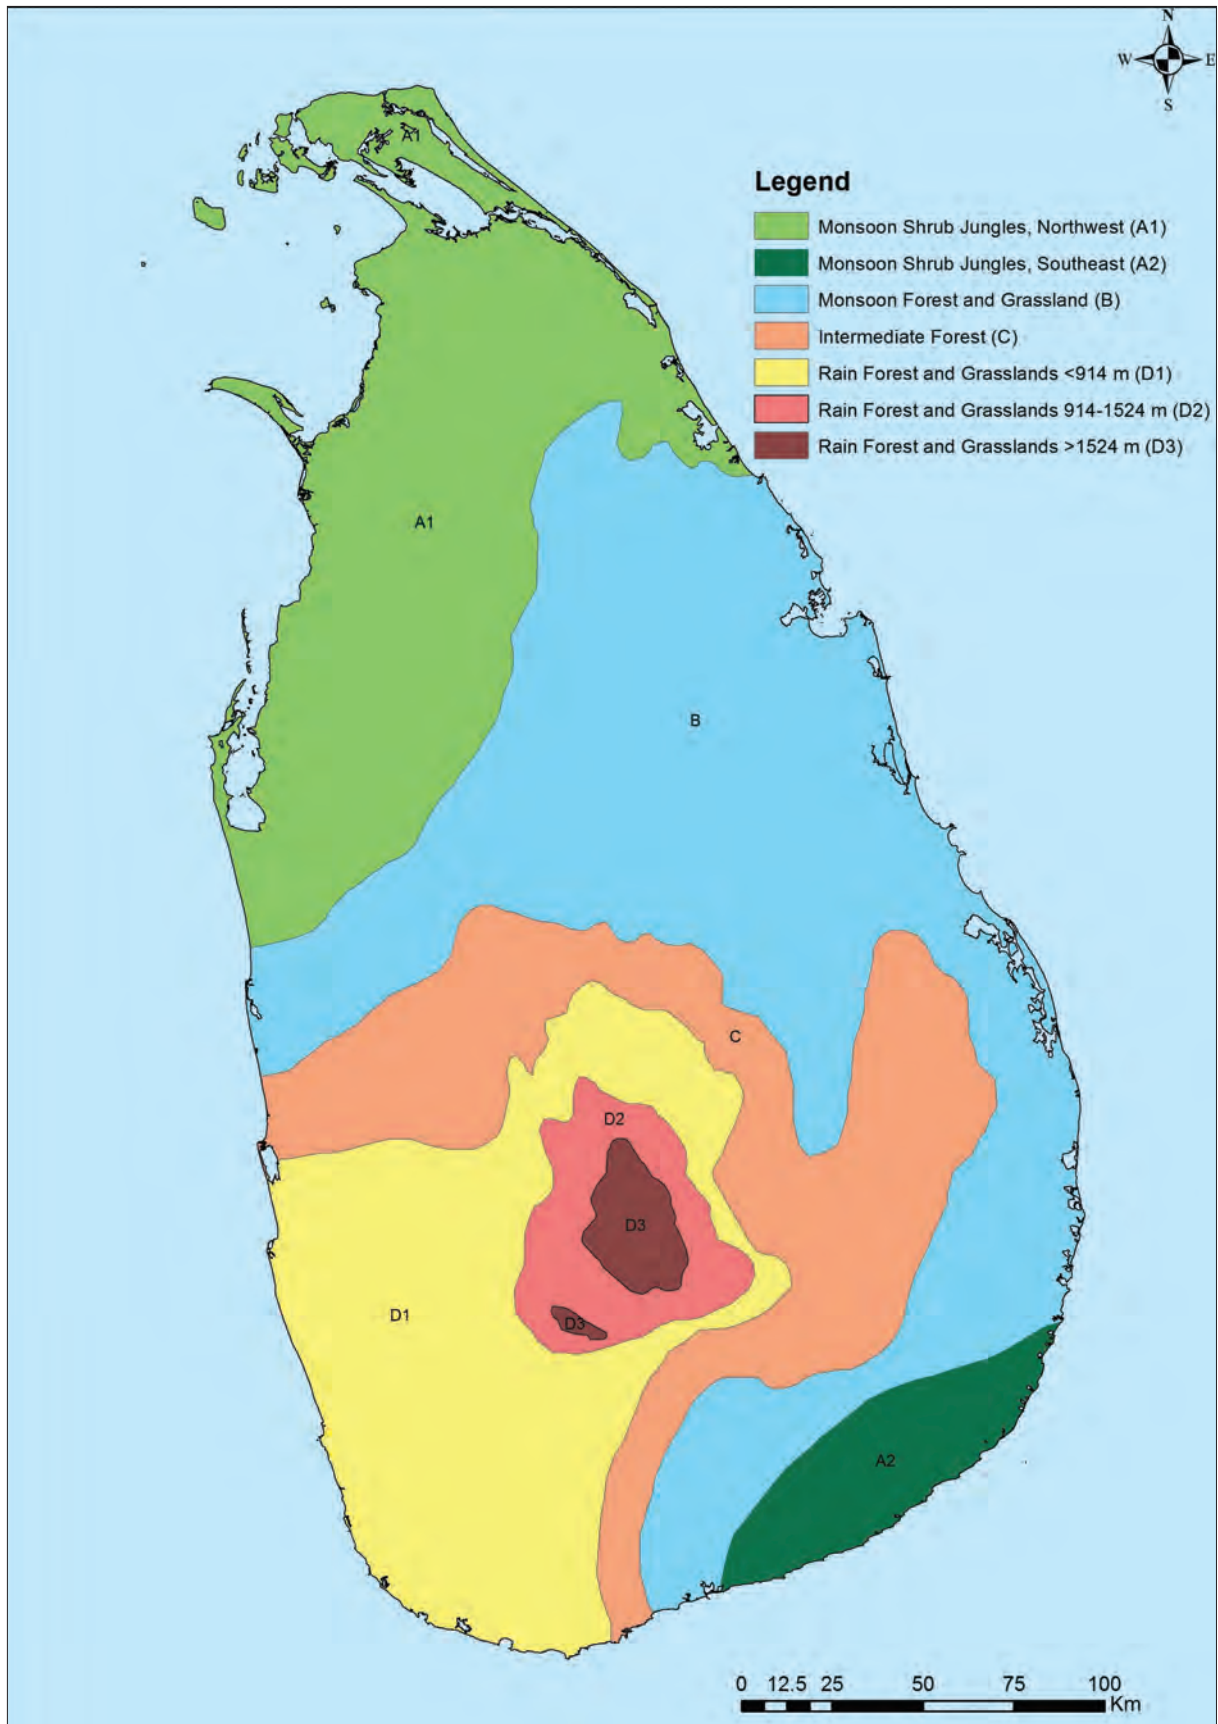 N
W E
S
A1
Legend
Monsoon Shrub Jungles, Northwest (A1)
Monsoon Shrub Jungles, Southeast (A2)
Monsoon Forest and Grassland (B)
Intermediate Forest (C)
Rain Forest and Grasslands <914 m (D1)
Rain Forest and Grasslands 914-1524 m (D2)
Rain Forest and Grasslands >1524 m (D3)
A1
B
C
D2
D3
D1
D3
A2
0 12.5 25 50 75 100
Km